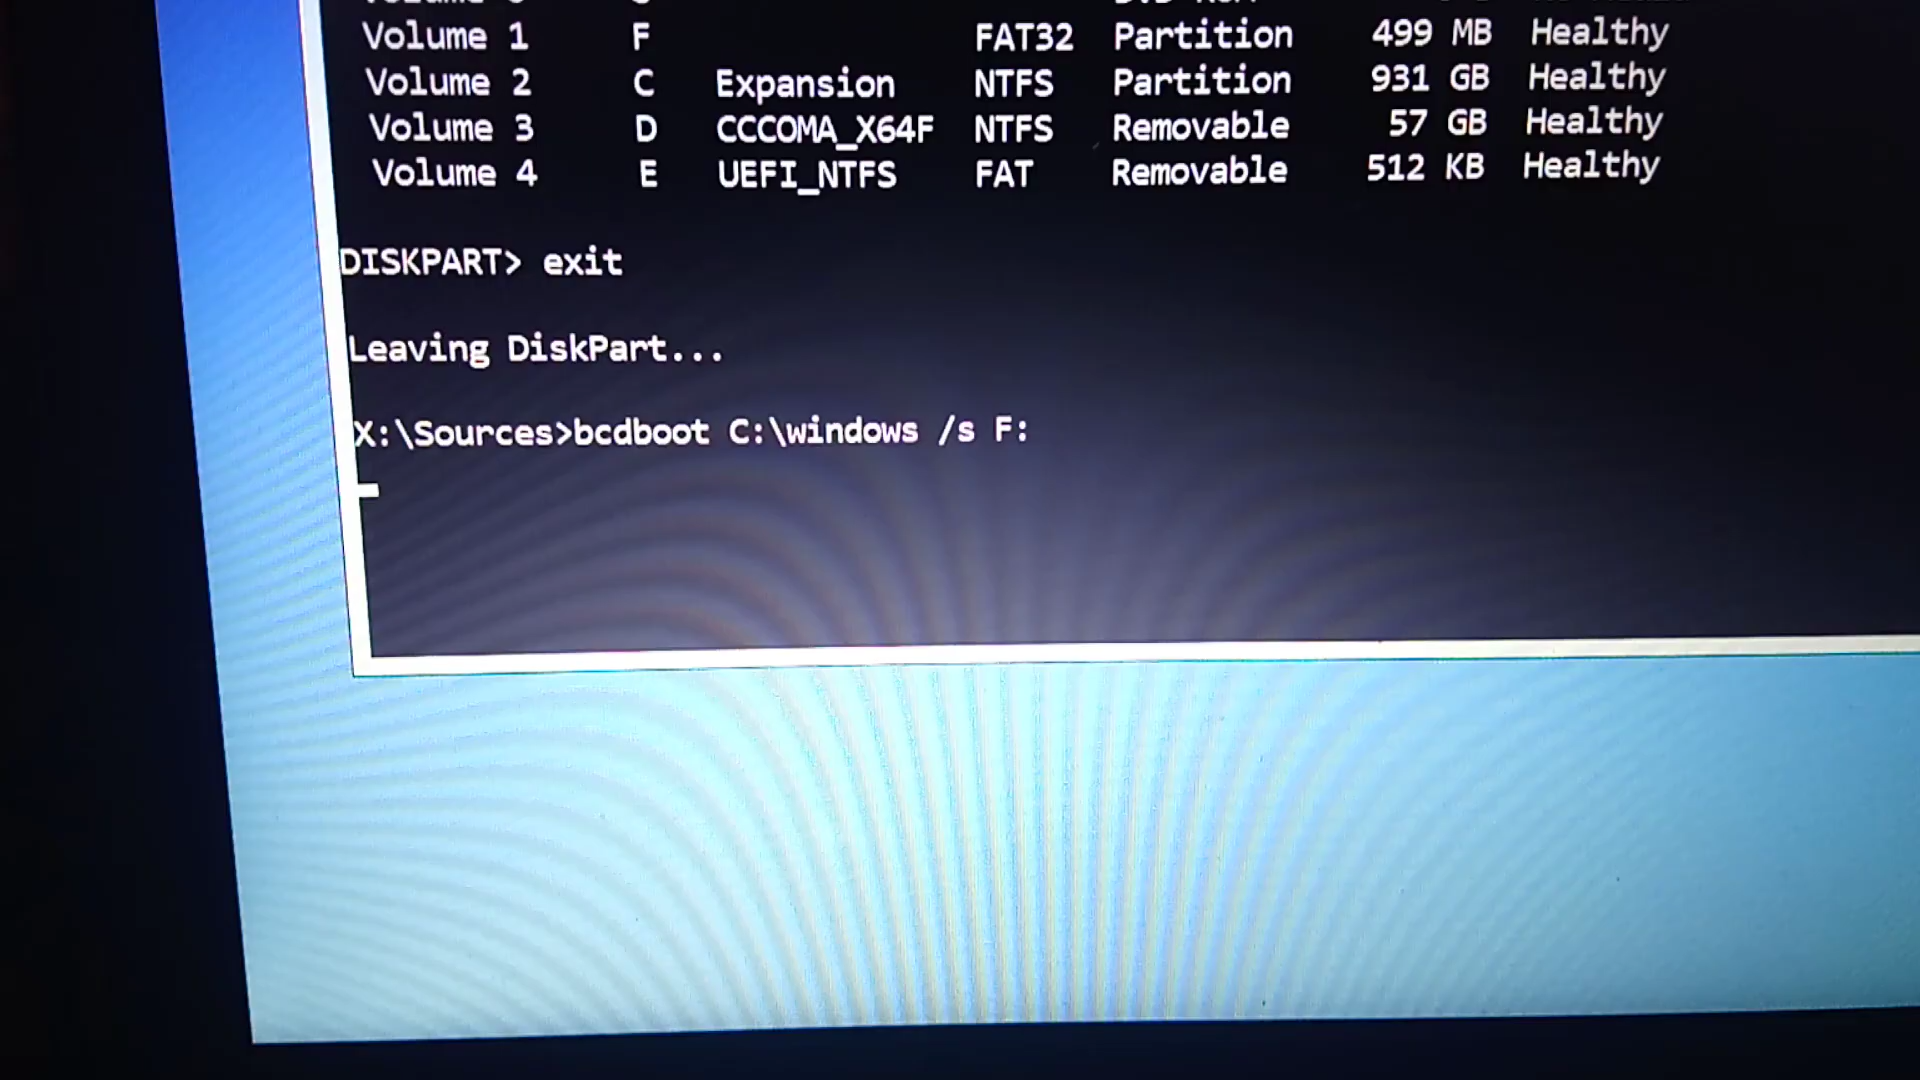 Volume 1 F FAT32 Partition 499 MB Healthy
Volume 2 C Expansion NTFS Partition 931 GB Healthy
Volume 3 D CCCOMA_X64F NTFS Removable 57 GB Healthy
Volume 4 E UEFI_NTFS FAT Removable 512 KB Healthy
DISKPART> exit
Leaving DiskPart...
X:\Sources>bcdboot C:\windows /s F: